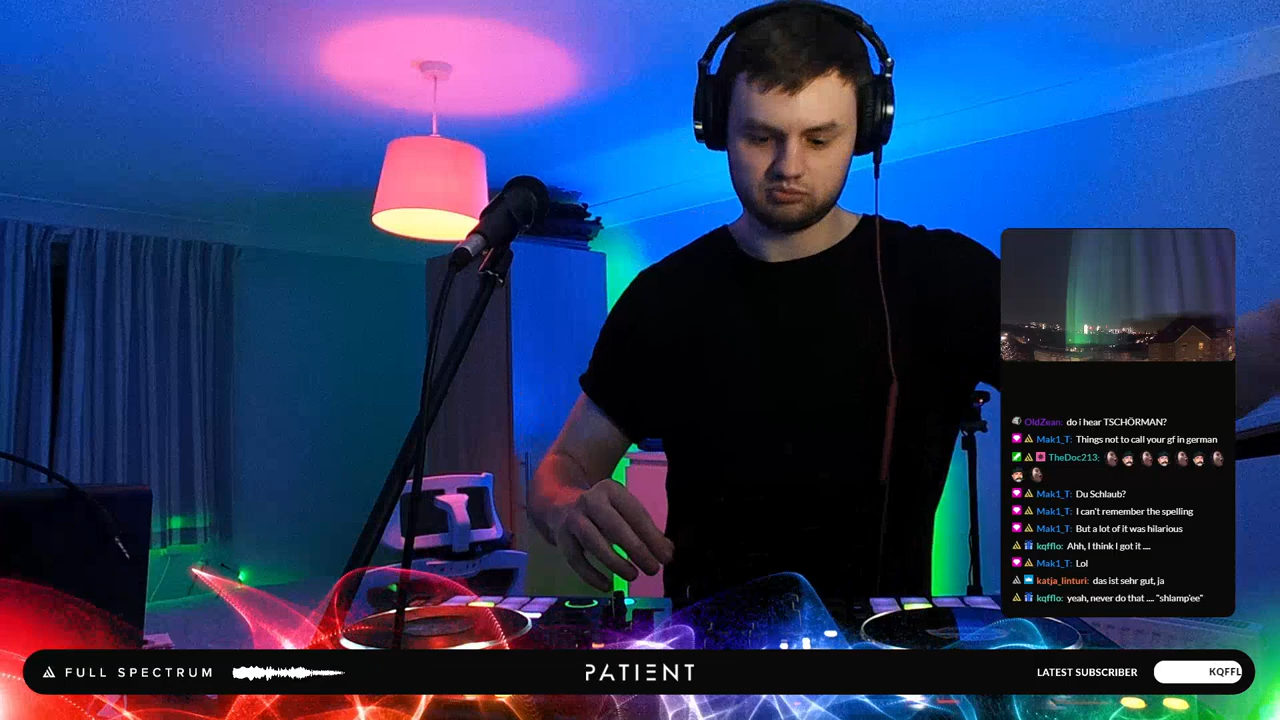 OldZean: do i hear TSCHÖRMAN?
Mak1_T: Things not to call your gf in german
TheDoc213:
Mak1_T: Du Schlaub?
Mak1_T: I can't remember the spelling
Mak1_T: But a lot of it was hilarious
kqfflo: Ahh, I think I got it ....
Mak1_T: Lol
katja_linturi: das ist sehr gut, ja
kqfflo: yeah, never do that .... "shlamp'ee"
FULL SPECTRUM
PATIENT
LATEST SUBSCRIBER
KQFFL